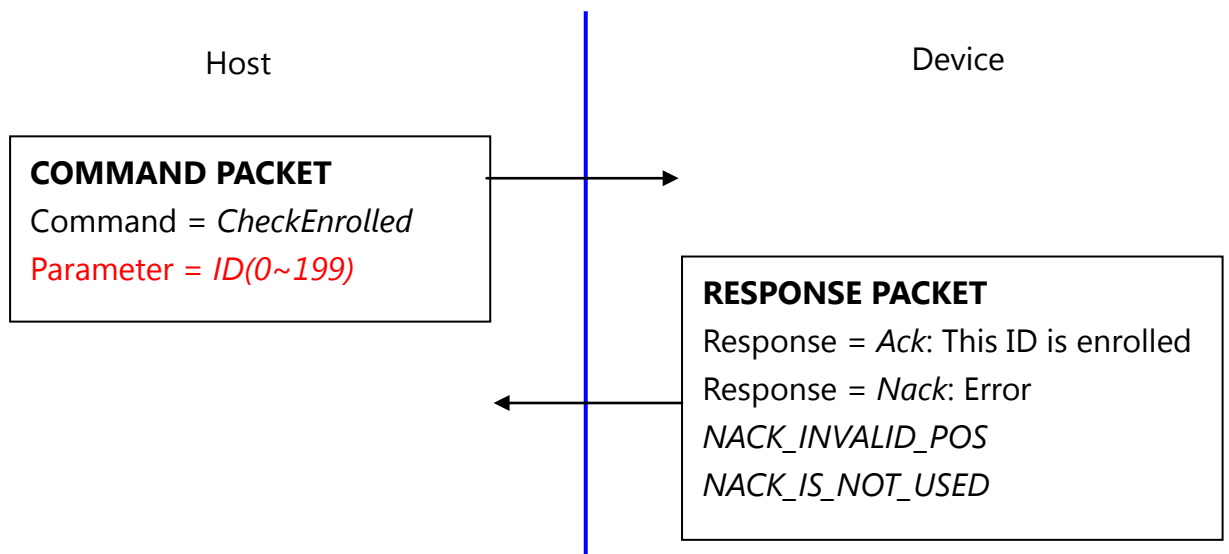 Host
Device
COMMAND PACKET
Command = CheckEnrolled
Parameter = ID(0~199)
RESPONSE PACKET
Response = Ack: This ID is enrolled
Response = Nack: Error
NACK_INVALID_POS
NACK_IS_NOT_USED